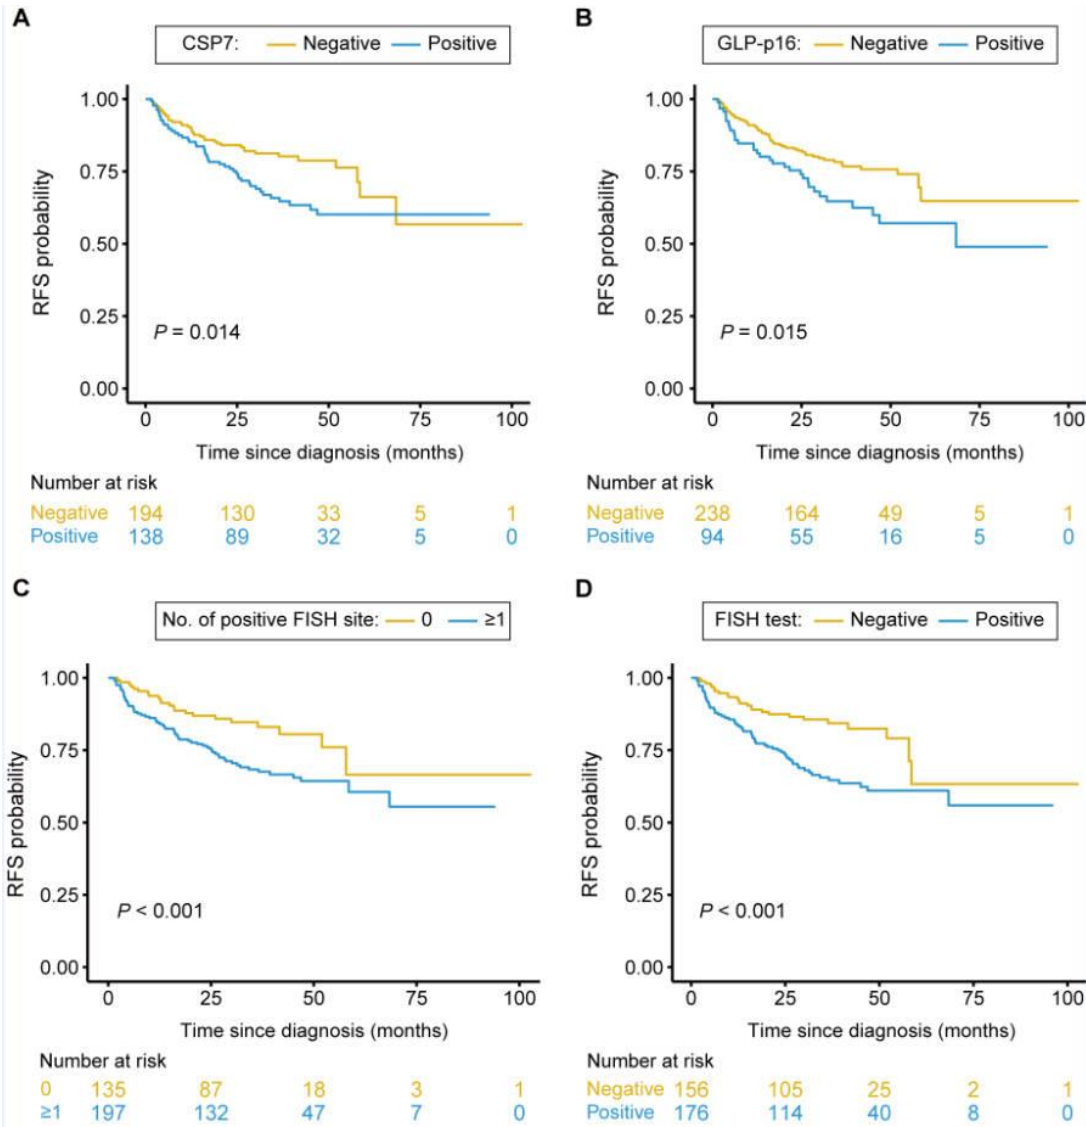 A
CSP7: Negative Positive
1.00
0.75
0.50
0.25
0.00
RFS probability
P = 0.014
0 25 50 75 100
Time since diagnosis (months)
Number at risk
Negative 194 130 33 5 1
Positive 138 89 32 5 0
B
GLP-p16: Negative Positive
1.00
0.75
0.50
0.25
0.00
RFS probability
P = 0.015
0 25 50 75 100
Time since diagnosis (months)
Number at risk
Negative 238 164 49 5 1
Positive 94 55 16 5 0
C
No. of positive FISH site: 0 ≥1
1.00
0.75
0.50
0.25
0.00
RFS probability
P < 0.001
0 25 50 75 100
Time since diagnosis (months)
Number at risk
0 135 87 18 3 1
≥1 197 132 47 7 0
D
FISH test: Negative Positive
1.00
0.75
0.50
0.25
0.00
RFS probability
P < 0.001
0 25 50 75 100
Time since diagnosis (months)
Number at risk
Negative 156 105 25 2 1
Positive 176 114 40 8 0